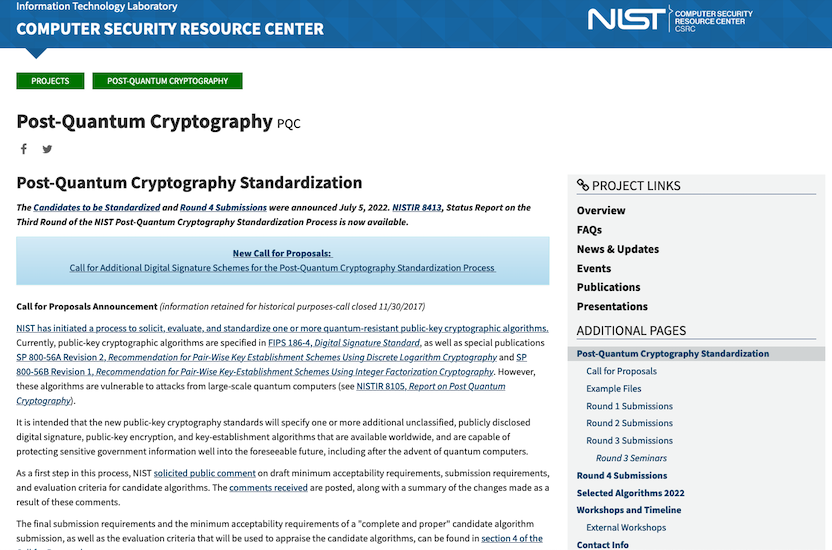 Information Technology Laboratory
COMPUTER SECURITY RESOURCE CENTER
NIST
COMPUTER SECURITY
RESOURCE CENTER
CSRC
PROJECTS
POST-QUANTUM CRYPTOGRAPHY
Post-Quantum Cryptography PQC
Post-Quantum Cryptography Standardization
The Candidates to be Standardized and Round 4 Submissions were announced July 5, 2022. NISTIR 8413, Status Report on the
Third Round of the NIST Post-Quantum Cryptography Standardization Process is now available.
New Call for Proposals:
Call for Additional Digital Signature Schemes for the Post-Quantum Cryptography Standardization Process
Call for Proposals Announcement (information retained for historical purposes-call closed 11/30/2017)
NIST has initiated a process to solicit, evaluate, and standardize one or more quantum-resistant public-key cryptographic algorithms.
Currently, public-key cryptographic algorithms are specified in FIPS 186-4, Digital Signature Standard, as well as special publications
SP 800-56A Revision 2, Recommendation for Pair-Wise Key Establishment Schemes Using Discrete Logarithm Cryptography and SP
800-56B Revision 1, Recommendation for Pair-Wise Key-Establishment Schemes Using Integer Factorization Cryptography. However,
these algorithms are vulnerable to attacks from large-scale quantum computers (see NISTIR 8105, Report on Post Quantum
Cryptography).
It is intended that the new public-key cryptography standards will specify one or more additional unclassified, publicly disclosed
digital signature, public-key encryption, and key-establishment algorithms that are available worldwide, and are capable of
protecting sensitive government information well into the foreseeable future, including after the advent of quantum computers.
As a first step in this process, NIST solicited public comment on draft minimum acceptability requirements, submission requirements,
and evaluation criteria for candidate algorithms. The comments received are posted, along with a summary of the changes made as a
result of these comments.
The final submission requirements and the minimum acceptability requirements of a "complete and proper" candidate algorithm
submission, as well as the evaluation criteria that will be used to appraise the candidate algorithms, can be found in section 4 of the
PROJECT LINKS
Overview
FAQs
News & Updates
Events
Publications
Presentations
ADDITIONAL PAGES
Post-Quantum Cryptography Standardization
Call for Proposals
Example Files
Round 1 Submissions
Round 2 Submissions
Round 3 Submissions
Round 3 Seminars
Round 4 Submissions
Selected Algorithms 2022
Workshops and Timeline
External Workshops
Contact Info